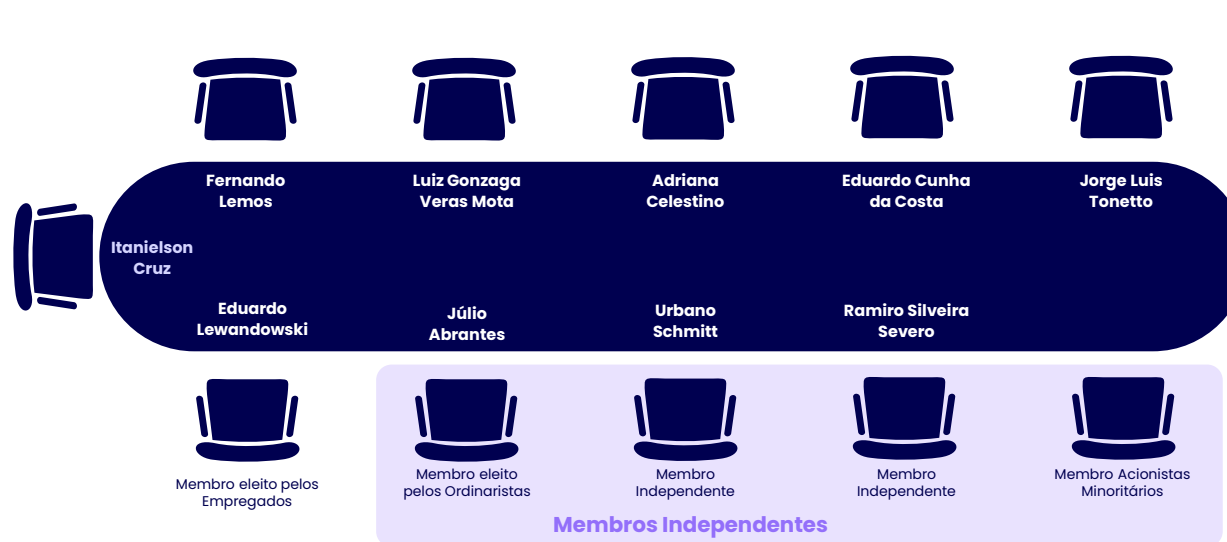 Fernando
Lemos
Luiz Gonzaga
Veras Mota
Adriana
Celestino
Eduardo Cunha
da Costa
Jorge Luis
Tonetto
Itanielson
Cruz
Eduardo
Lewandowski
Júlio
Abrantes
Urbano
Schmitt
Ramiro Silveira
Severo
Membro eleito pelos
Empregados
Membro eleito
pelos Ordinaristas
Membro
Independente
Membro
Independente
Membro Acionistas
Minoritários
Membros Independentes